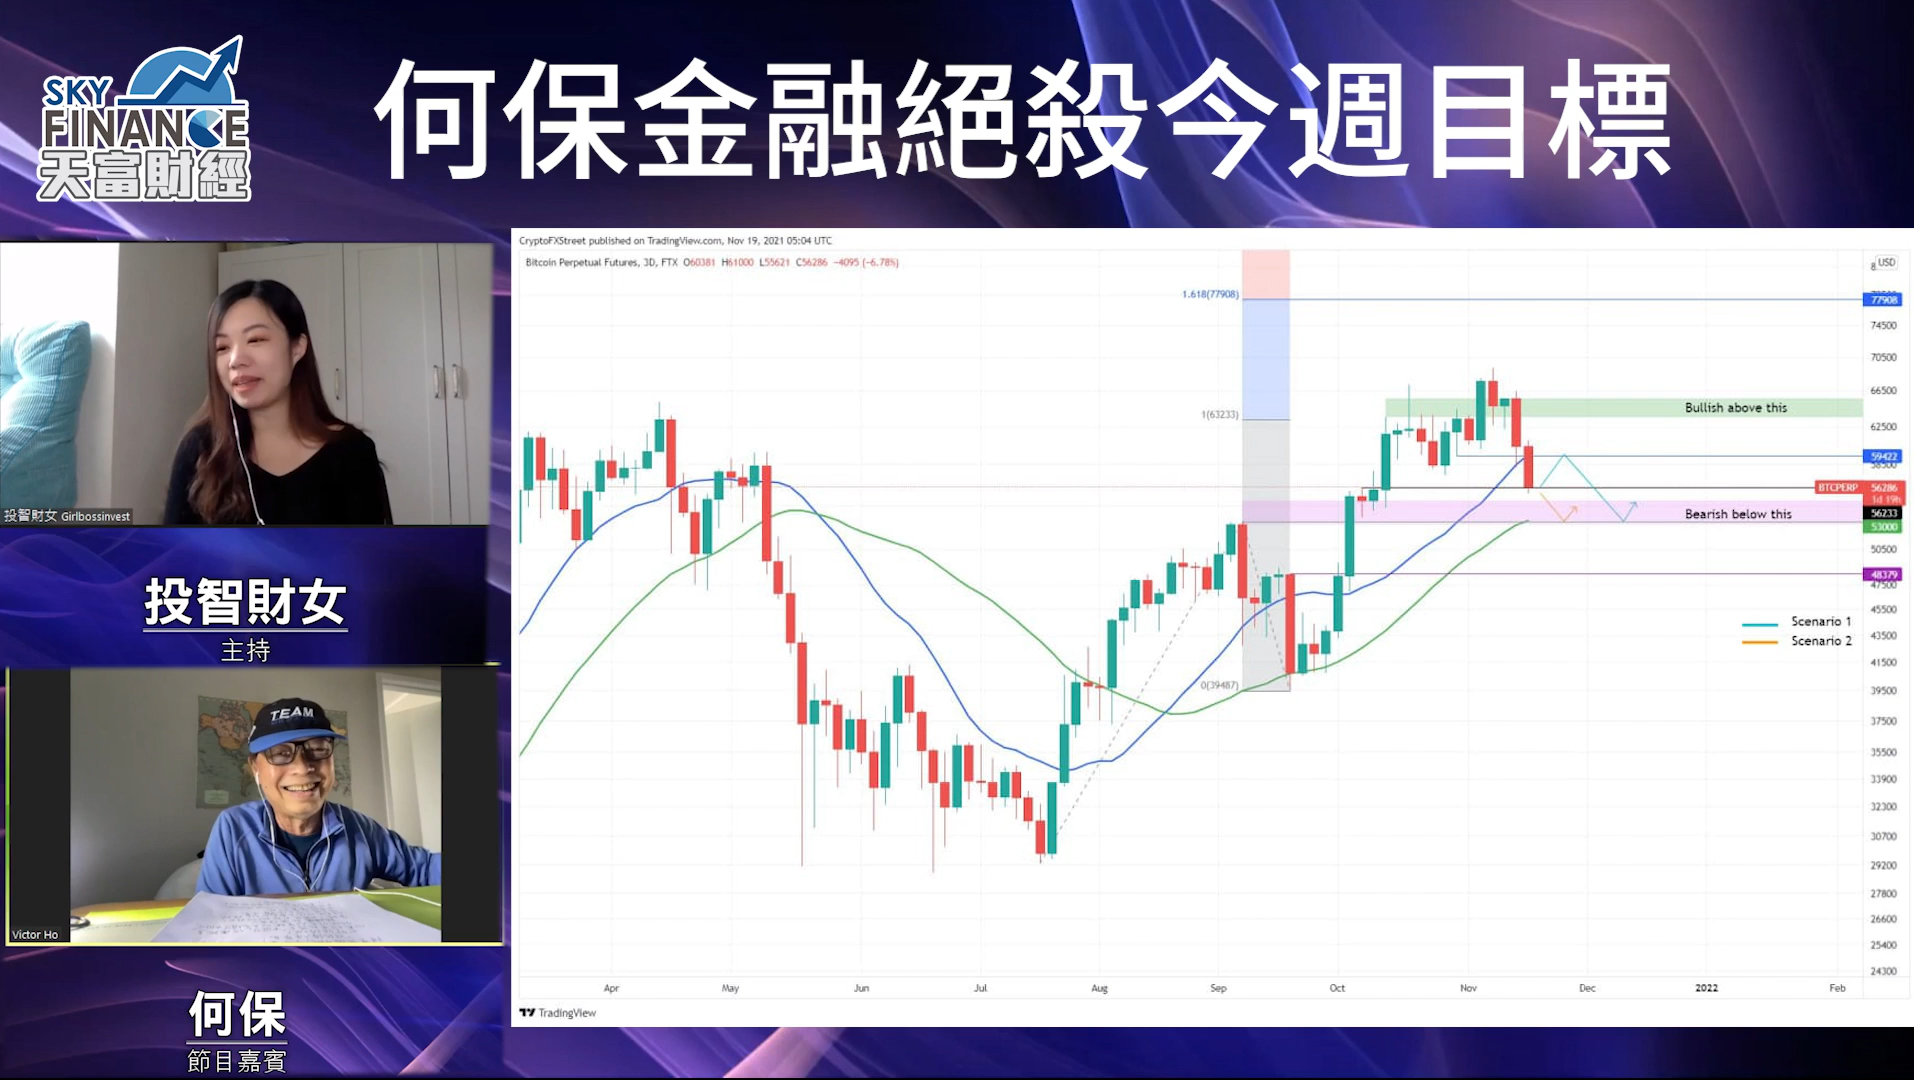 SKY
FINANCE
天富財經
何保金融絕殺今週目標
投智財女 Girlbossinvest
投智財女
主持
TEAM
Victor Ho
何保
節目嘉賓
CryptoFXStreet published on TradingView.com, Nov 19, 2021 05:04 UTC
Bitcoin Perpetual Futures, 3D, FTX O60381 H61000 L55621 C56286 −4095 (−6.78%)
USD
1.618(77908)
77908
74500
70500
66500
Bullish above this
1(63233)
62500
59422
58500
BTCPERP 56286
1d 19h
56233
Bearish below this
53000
50500
48379
47500
45500
Scenario 1
43500
Scenario 2
41500
0(39487)
39500
37500
35500
33900
32300
30700
29200
27800
26600
25400
24300
Apr May Jun Jul Aug Sep Oct Nov Dec 2022 Feb
TradingView